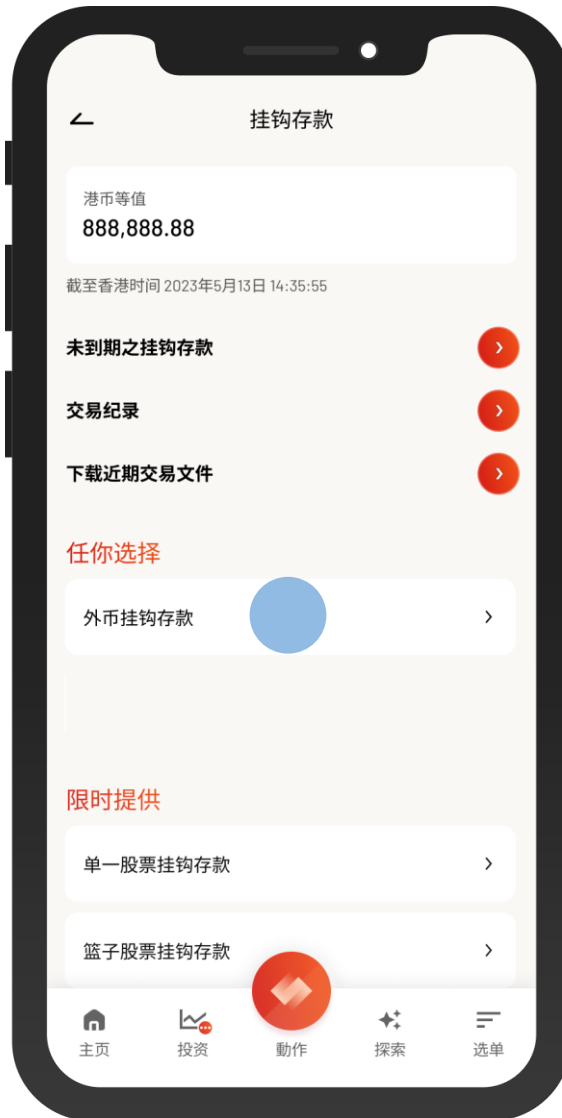 挂钩存款
港币等值
888,888.88
截至香港时间 2023年5月13日 14:35:55
未到期之挂钩存款
交易纪录
下载近期交易文件
任你选择
外币挂钩存款
限时提供
单一股票挂钩存款
篮子股票挂钩存款
主页 投资 動作 探索 选单